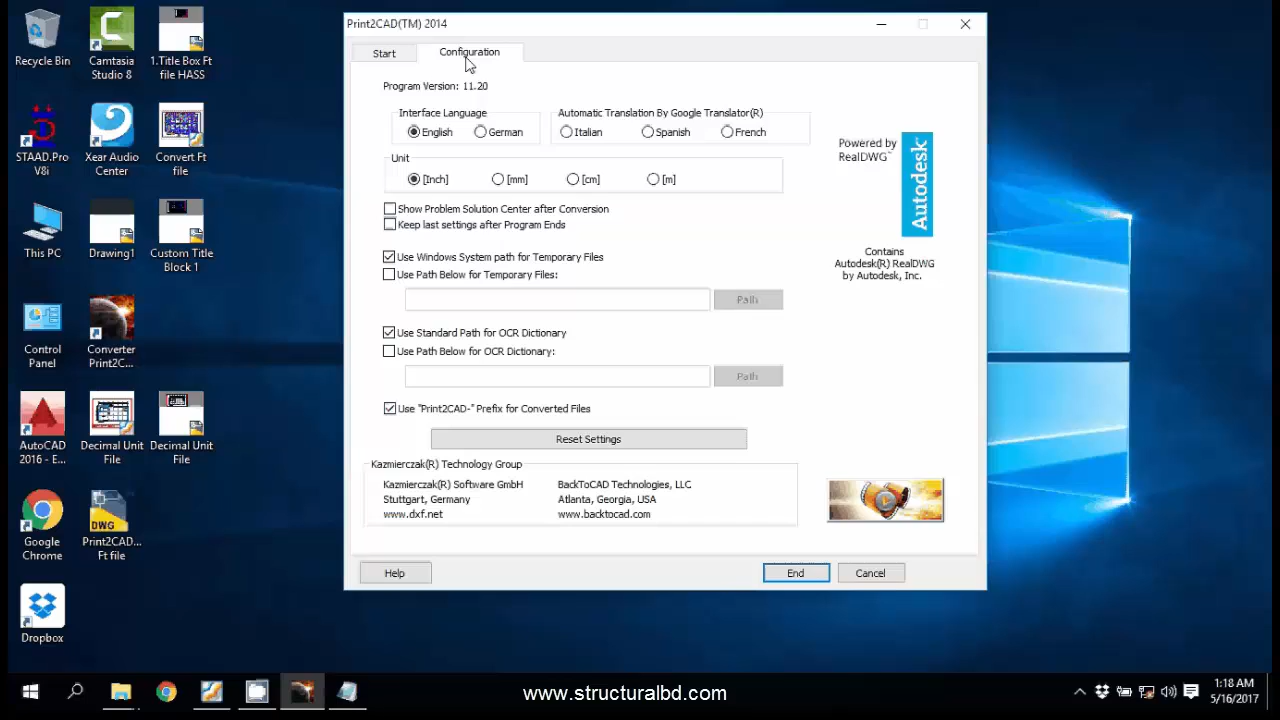 Recycle Bin
Camtasia
Studio 8
1.Title Box Ft
file HASS
STAAD.Pro
V8i
Xear Audio
Center
Convert Ft
file
This PC
Drawing1
Custom Title
Block 1
Control
Panel
Converter
Print2C...
AutoCAD
2016 - E...
Decimal Unit
File
Decimal Unit
File
Google
Chrome
DWG
Print2CAD...
Ft file
Dropbox
Print2CAD(TM) 2014
Start
Configuration
Program Version: 11.20
Interface Language
English
German
Automatic Translation By Google Translator(R)
Italian
Spanish
French
Unit
[Inch]
[mm]
[cm]
[m]
Show Problem Solution Center after Conversion
Keep last settings after Program Ends
Use Windows System path for Temporary Files
Use Path Below for Temporary Files:
Path
Use Standard Path for OCR Dictionary
Use Path Below for OCR Dictionary:
Path
Use "Print2CAD-" Prefix for Converted Files
Reset Settings
Powered by
RealDWG™
Autodesk®
Contains
Autodesk(R) RealDWG
by Autodesk, Inc.
Kazmierczak(R) Technology Group
Kazmierczak(R) Software GmbH
Stuttgart, Germany
www.dxf.net
BackToCAD Technologies, LLC
Atlanta, Georgia, USA
www.backtocad.com
Help
End
Cancel
www.structuralbd.com
1:18 AM
5/16/2017